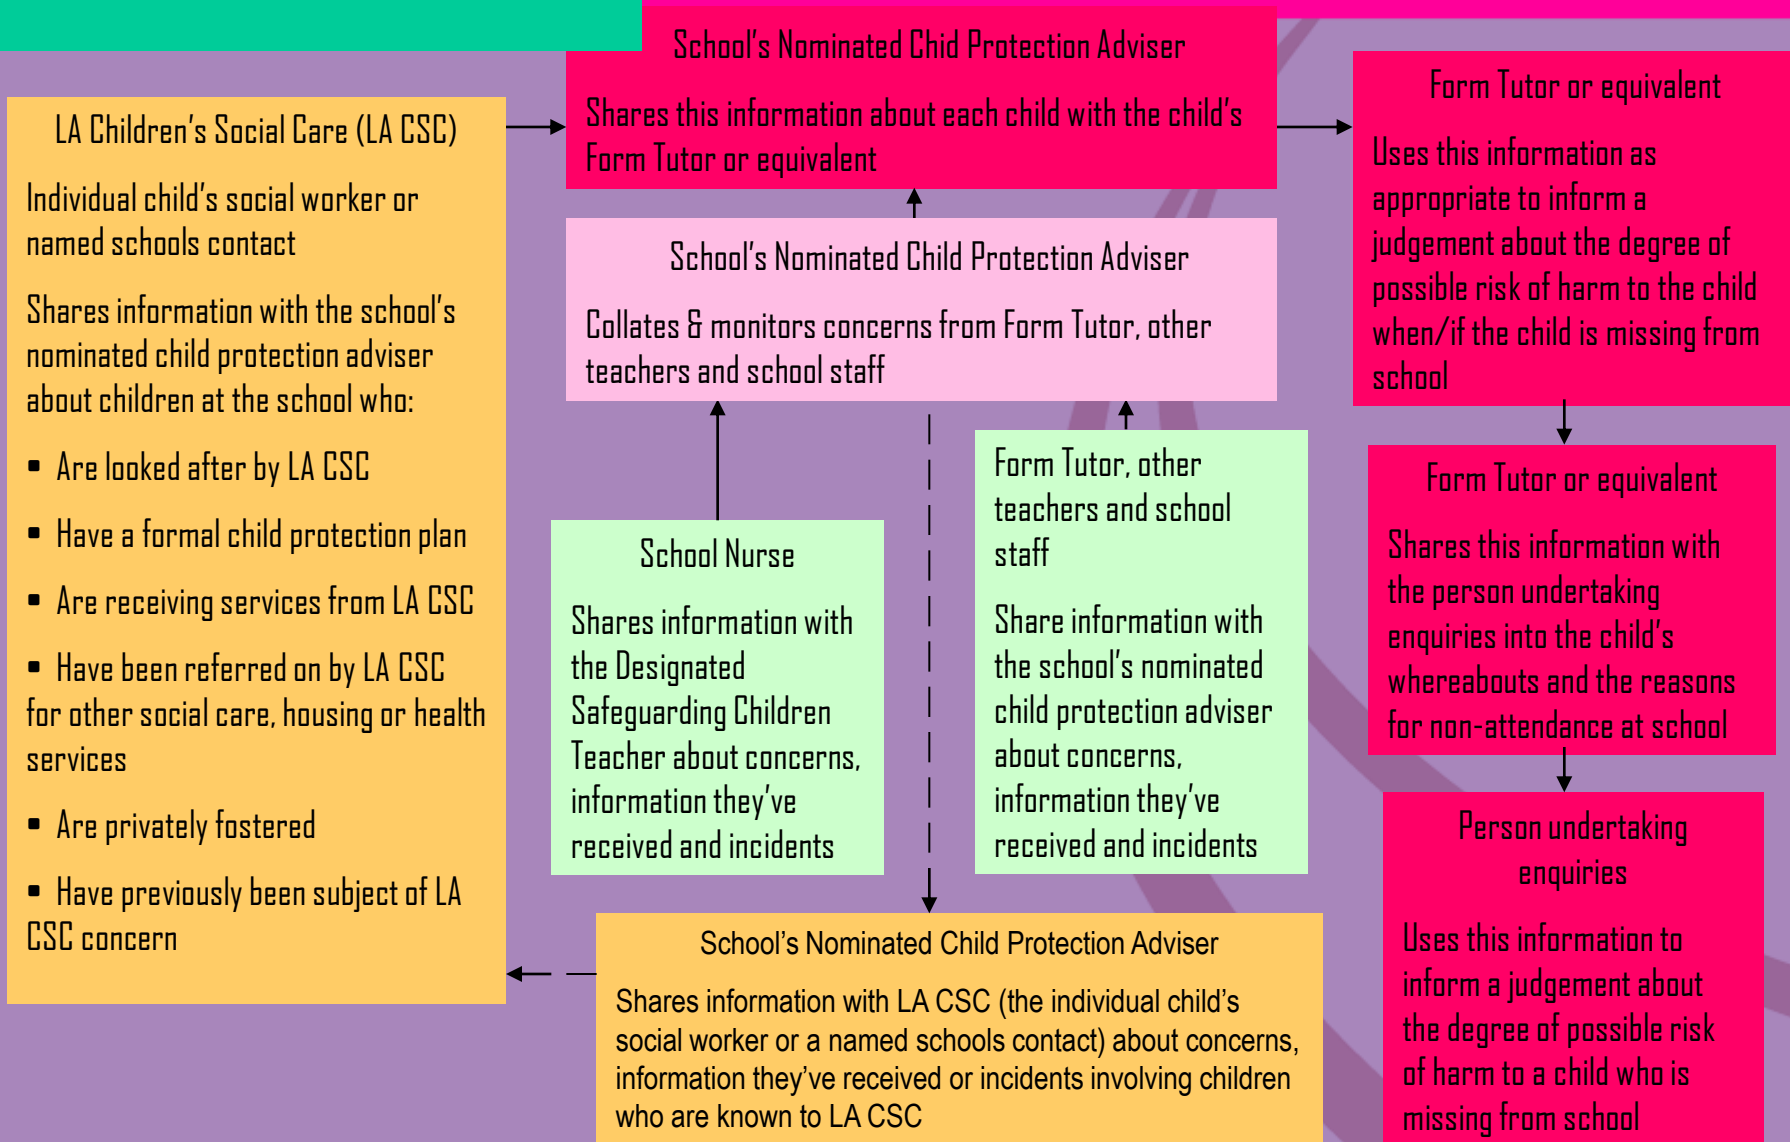 LA Children's Social Care (LA CSC)
Individual child's social worker or
named schools contact
Shares information with the school's
nominated child protection adviser
about children at the school who:
▪ Are looked after by LA CSC
▪ Have a formal child protection plan
▪ Are receiving services from LA CSC
▪ Have been referred on by LA CSC
for other social care, housing or health
services
▪ Are privately fostered
▪ Have previously been subject of LA
CSC concern
School's Nominated Chid Protection Adviser
Shares this information about each child with the child's
Form Tutor or equivalent
School's Nominated Child Protection Adviser
Collates & monitors concerns from Form Tutor, other
teachers and school staff
School Nurse
Shares information with
the Designated
Safeguarding Children
Teacher about concerns,
information they've
received and incidents
Form Tutor, other
teachers and school
staff
Share information with
the school's nominated
child protection adviser
about concerns,
information they've
received and incidents
School's Nominated Child Protection Adviser
Shares information with LA CSC (the individual child's
social worker or a named schools contact) about concerns,
information they've received or incidents involving children
who are known to LA CSC
Form Tutor or equivalent
Uses this information as
appropriate to inform a
judgement about the degree of
possible risk of harm to the child
when/if the child is missing from
school
Form Tutor or equivalent
Shares this information with
the person undertaking
enquiries into the child's
whereabouts and the reasons
for non-attendance at school
Person undertaking
enquiries
Uses this information to
inform a judgement about
the degree of possible risk
of harm to a child who is
missing from school